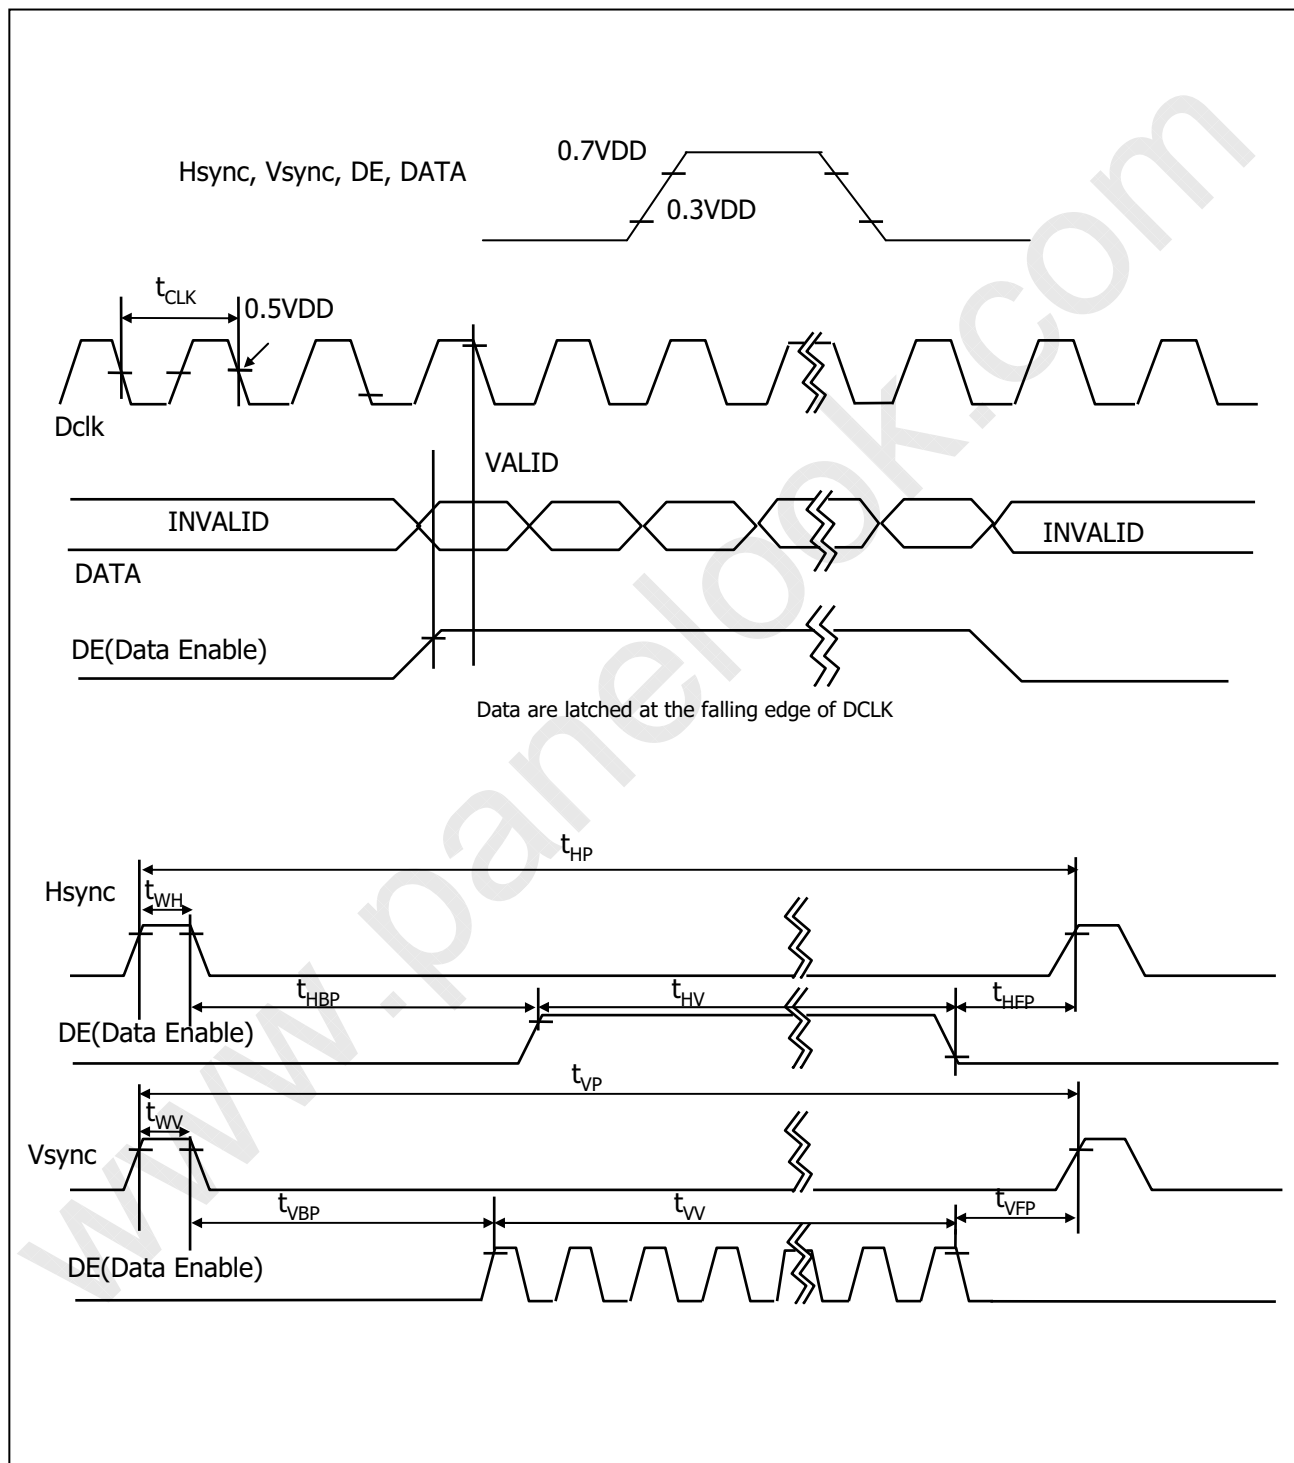 0.7VDD
Hsync, Vsync, DE, DATA
0.3VDD
tCLK
0.5VDD
Dclk
VALID
INVALID
INVALID
DATA
DE(Data Enable)
Data are latched at the falling edge of DCLK
tHP
Hsync
tWH
tHBP
tHV
tHFP
DE(Data Enable)
tVP
tWV
Vsync
tVBP
tVV
tVFP
DE(Data Enable)
www.panelook.com